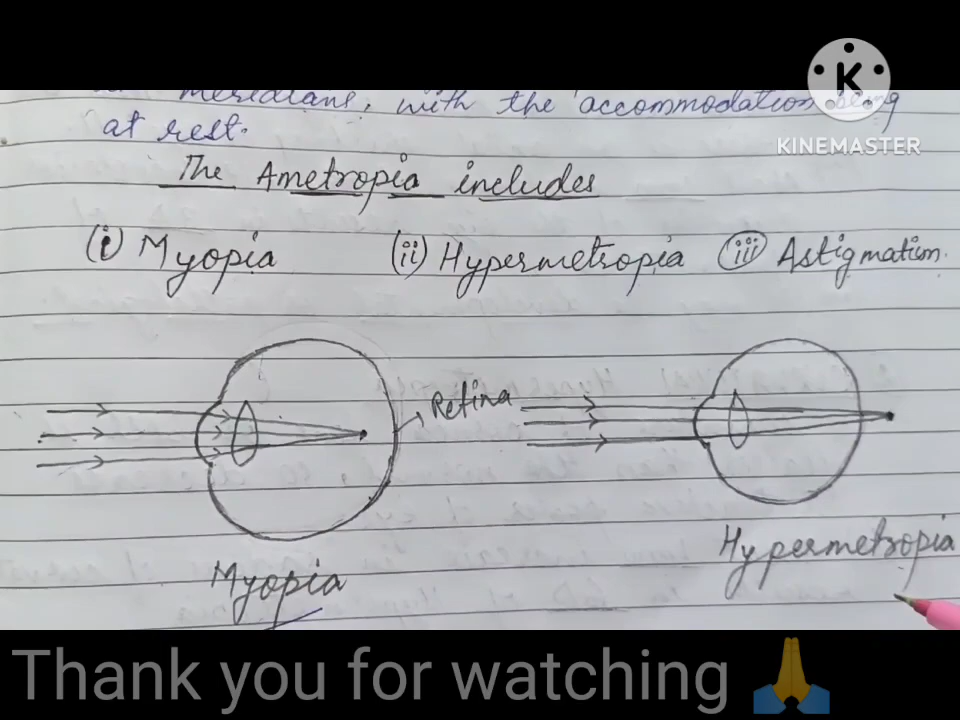 K
KINEMASTER
meridians, with the accommodation being
at rest.
The Ametropia includes
(i) Myopia (ii) Hypermetropia (iii) Astigmatism.
Retina
Hypermetropia
Myopia
Thank you for watching 🙏